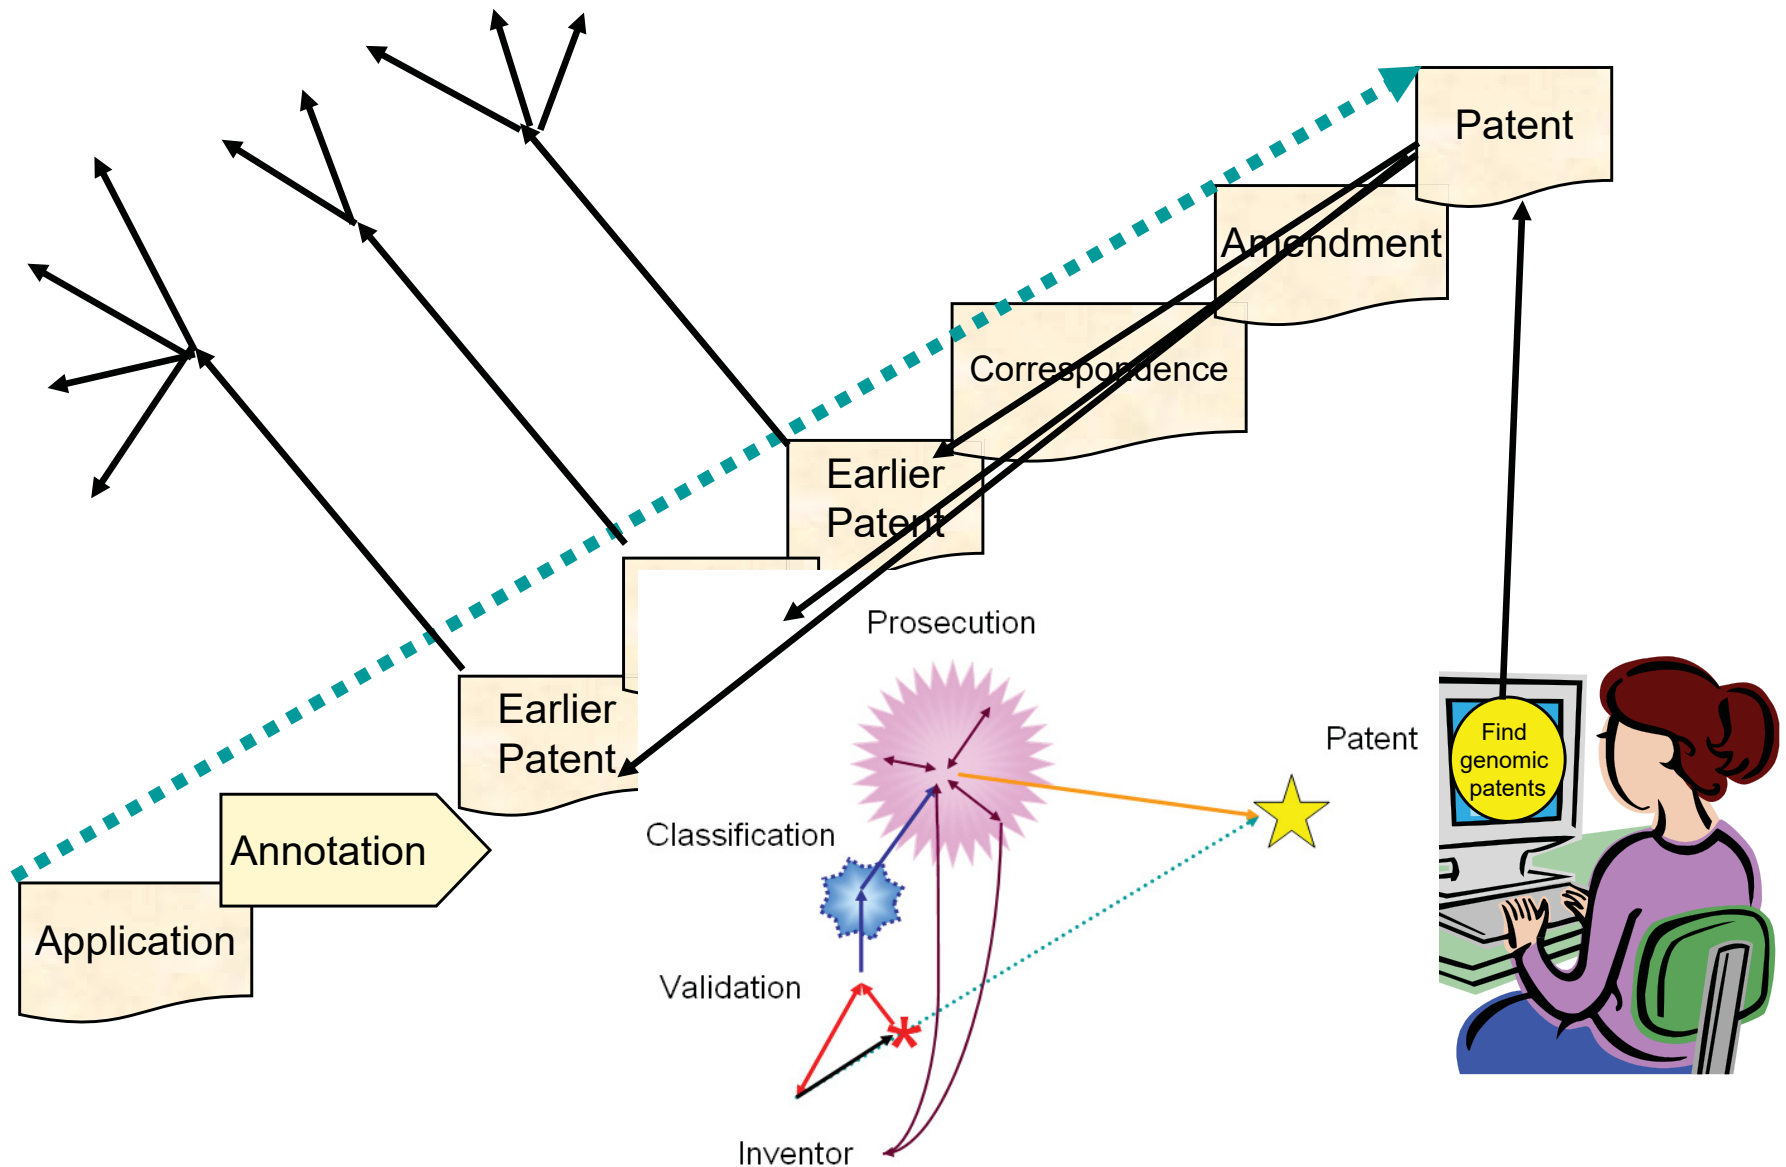 Patent
Amendment
Correspondence
Earlier
Patent
Earlier
Patent
Annotation
Application
Prosecution
Patent
Classification
Validation
*
Inventor
Find
genomic
patents